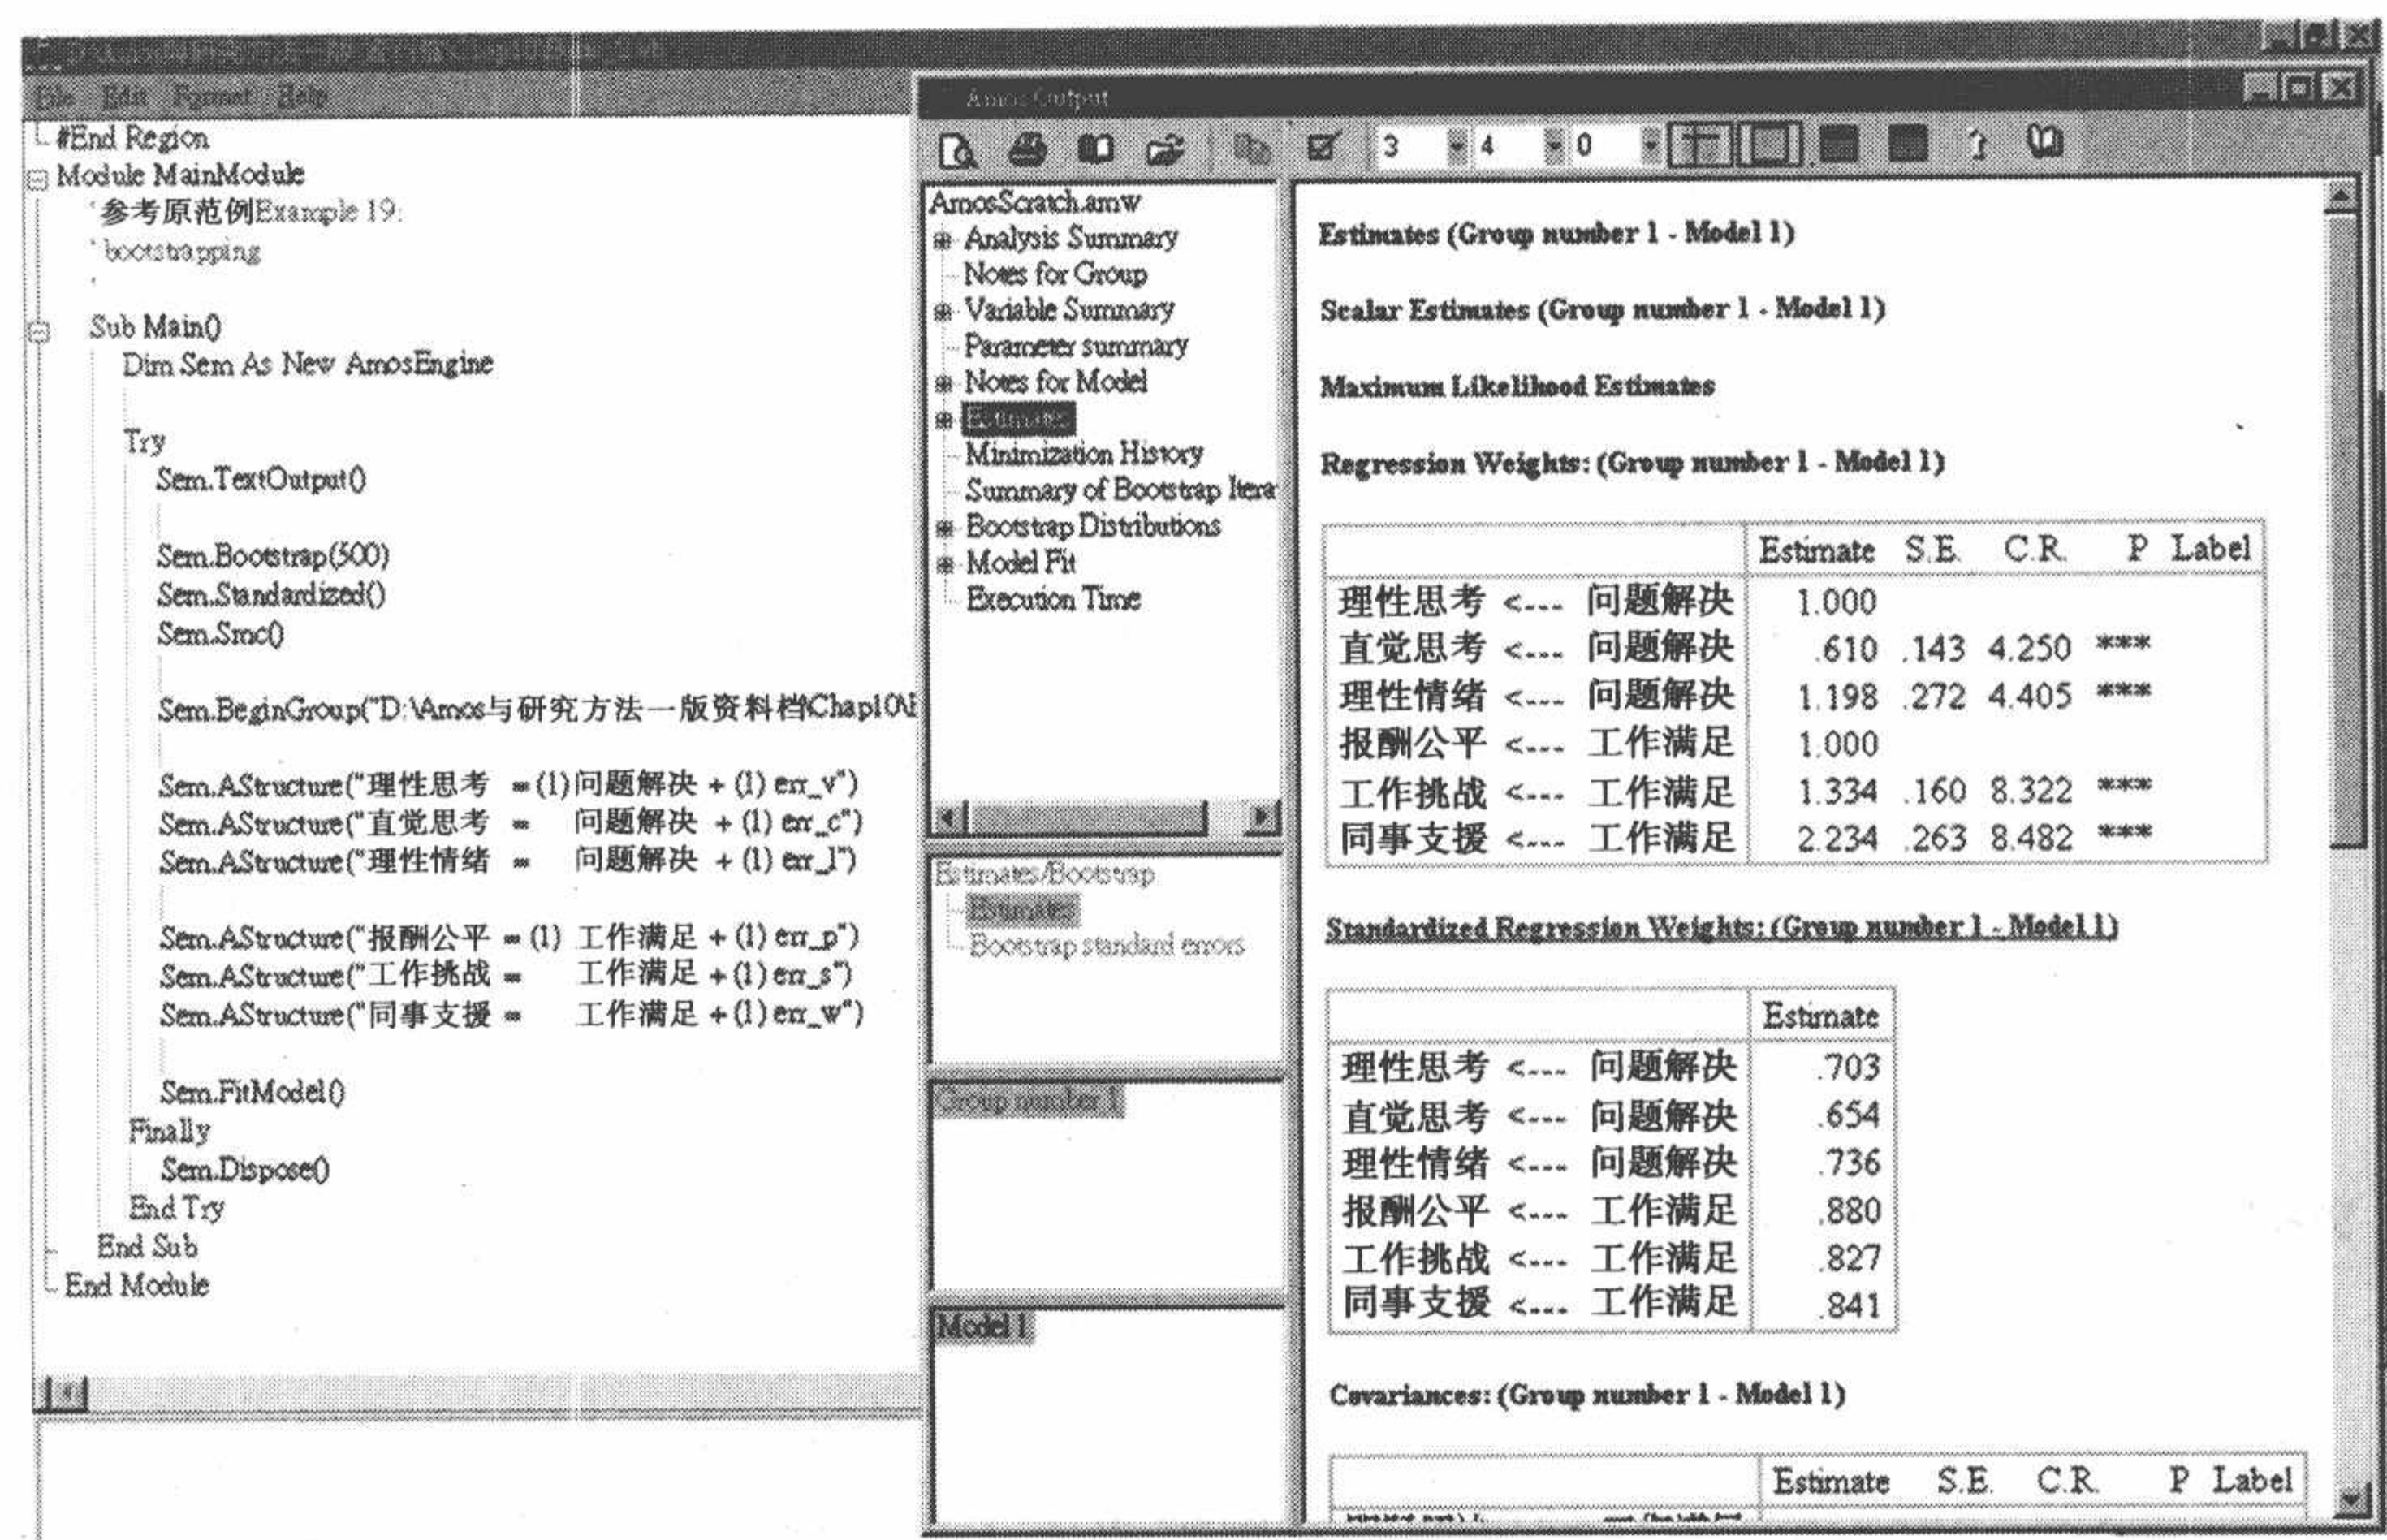 File Edit Format Help
#End Region
Module MainModule
'参考原范例Example 19:
'bootstrapping
'
Sub Main()
Dim Sem As New AmosEngine
Try
Sem.TextOutput()
Sem.Bootstrap(500)
Sem.Standardized()
Sem.Smc()
Sem.BeginGroup("D:\Amos与研究方法一版资料档\Chap10\
Sem.AStructure("理性思考 =(1)问题解决 + (1) err_v")
Sem.AStructure("直觉思考 = 问题解决 + (1) err_c")
Sem.AStructure("理性情绪 = 问题解决 + (1) err_l")
Sem.AStructure("报酬公平 = (1) 工作满足 + (1) err_p")
Sem.AStructure("工作挑战 = 工作满足 + (1) err_s")
Sem.AStructure("同事支援 = 工作满足 + (1) err_w")
Sem.FitModel()
Finally
Sem.Dispose()
End Try
End Sub
End Module
Amos Output
3 4 0
AmosScratch.amw
Analysis Summary
Notes for Group
Variable Summary
Parameter summary
Notes for Model
Estimates
Minimization History
Summary of Bootstrap Itera
Bootstrap Distributions
Model Fit
Execution Time
Estimates/Bootstrap
Estimates
Bootstrap standard errors
Group number 1
Model 1
Estimates (Group number 1 - Model 1)
Scalar Estimates (Group number 1 - Model 1)
Maximum Likelihood Estimates
Regression Weights: (Group number 1 - Model 1)
Estimate S.E. C.R. P Label
理性思考 <--- 问题解决 1.000
直觉思考 <--- 问题解决 .610 .143 4.250 ***
理性情绪 <--- 问题解决 1.198 .272 4.405 ***
报酬公平 <--- 工作满足 1.000
工作挑战 <--- 工作满足 1.334 .160 8.322 ***
同事支援 <--- 工作满足 2.234 .263 8.482 ***
Standardized Regression Weights: (Group number 1 - Model 1)
Estimate
理性思考 <--- 问题解决 .703
直觉思考 <--- 问题解决 .654
理性情绪 <--- 问题解决 .736
报酬公平 <--- 工作满足 .880
工作挑战 <--- 工作满足 .827
同事支援 <--- 工作满足 .841
Covariances: (Group number 1 - Model 1)
Estimate S.E. C.R. P Label